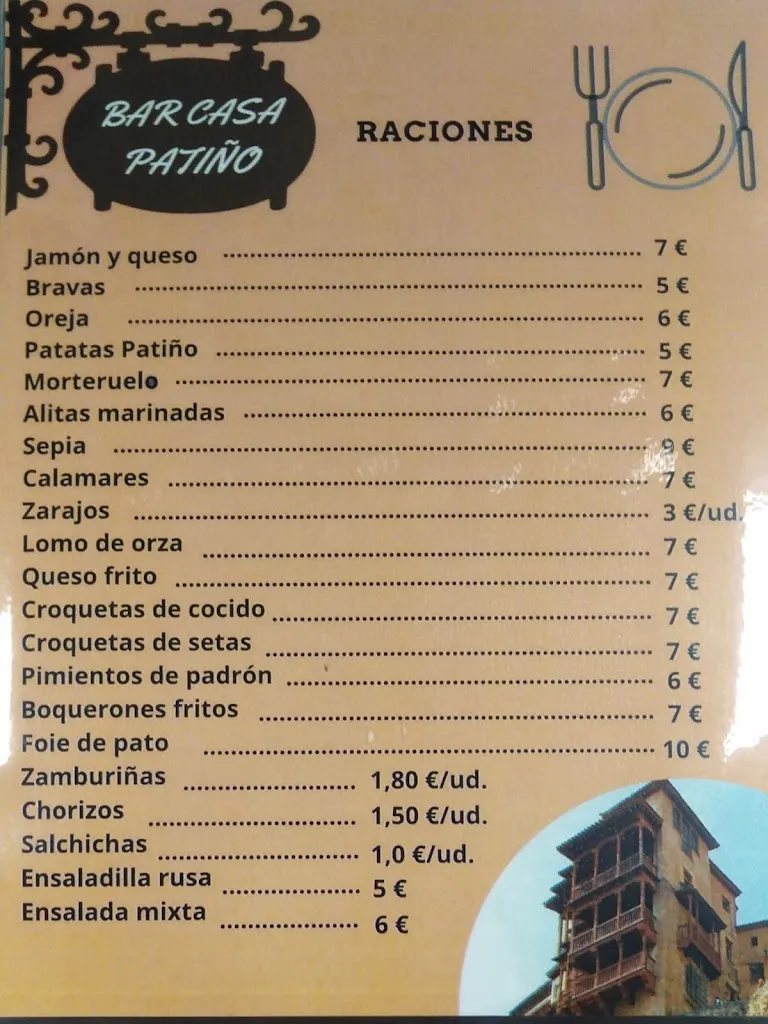 BAR CASA
PATIÑO
RACIONES
Jamón y queso ........ 7 €
Bravas ........ 5 €
Oreja ........ 6 €
Patatas Patiño ........ 5 €
Morteruelo ........ 7 €
Alitas marinadas ........ 6 €
Sepia ........ 9 €
Calamares ........ 7 €
Zarajos ........ 3 €/ud.
Lomo de orza ........ 7 €
Queso frito ........ 7 €
Croquetas de cocido ........ 7 €
Croquetas de setas ........ 7 €
Pimientos de padrón ........ 6 €
Boquerones fritos ........ 7 €
Foie de pato ........ 10 €
Zamburiñas ........ 1,80 €/ud.
Chorizos ........ 1,50 €/ud.
Salchichas ........ 1,0 €/ud.
Ensaladilla rusa ........ 5 €
Ensalada mixta ........ 6 €